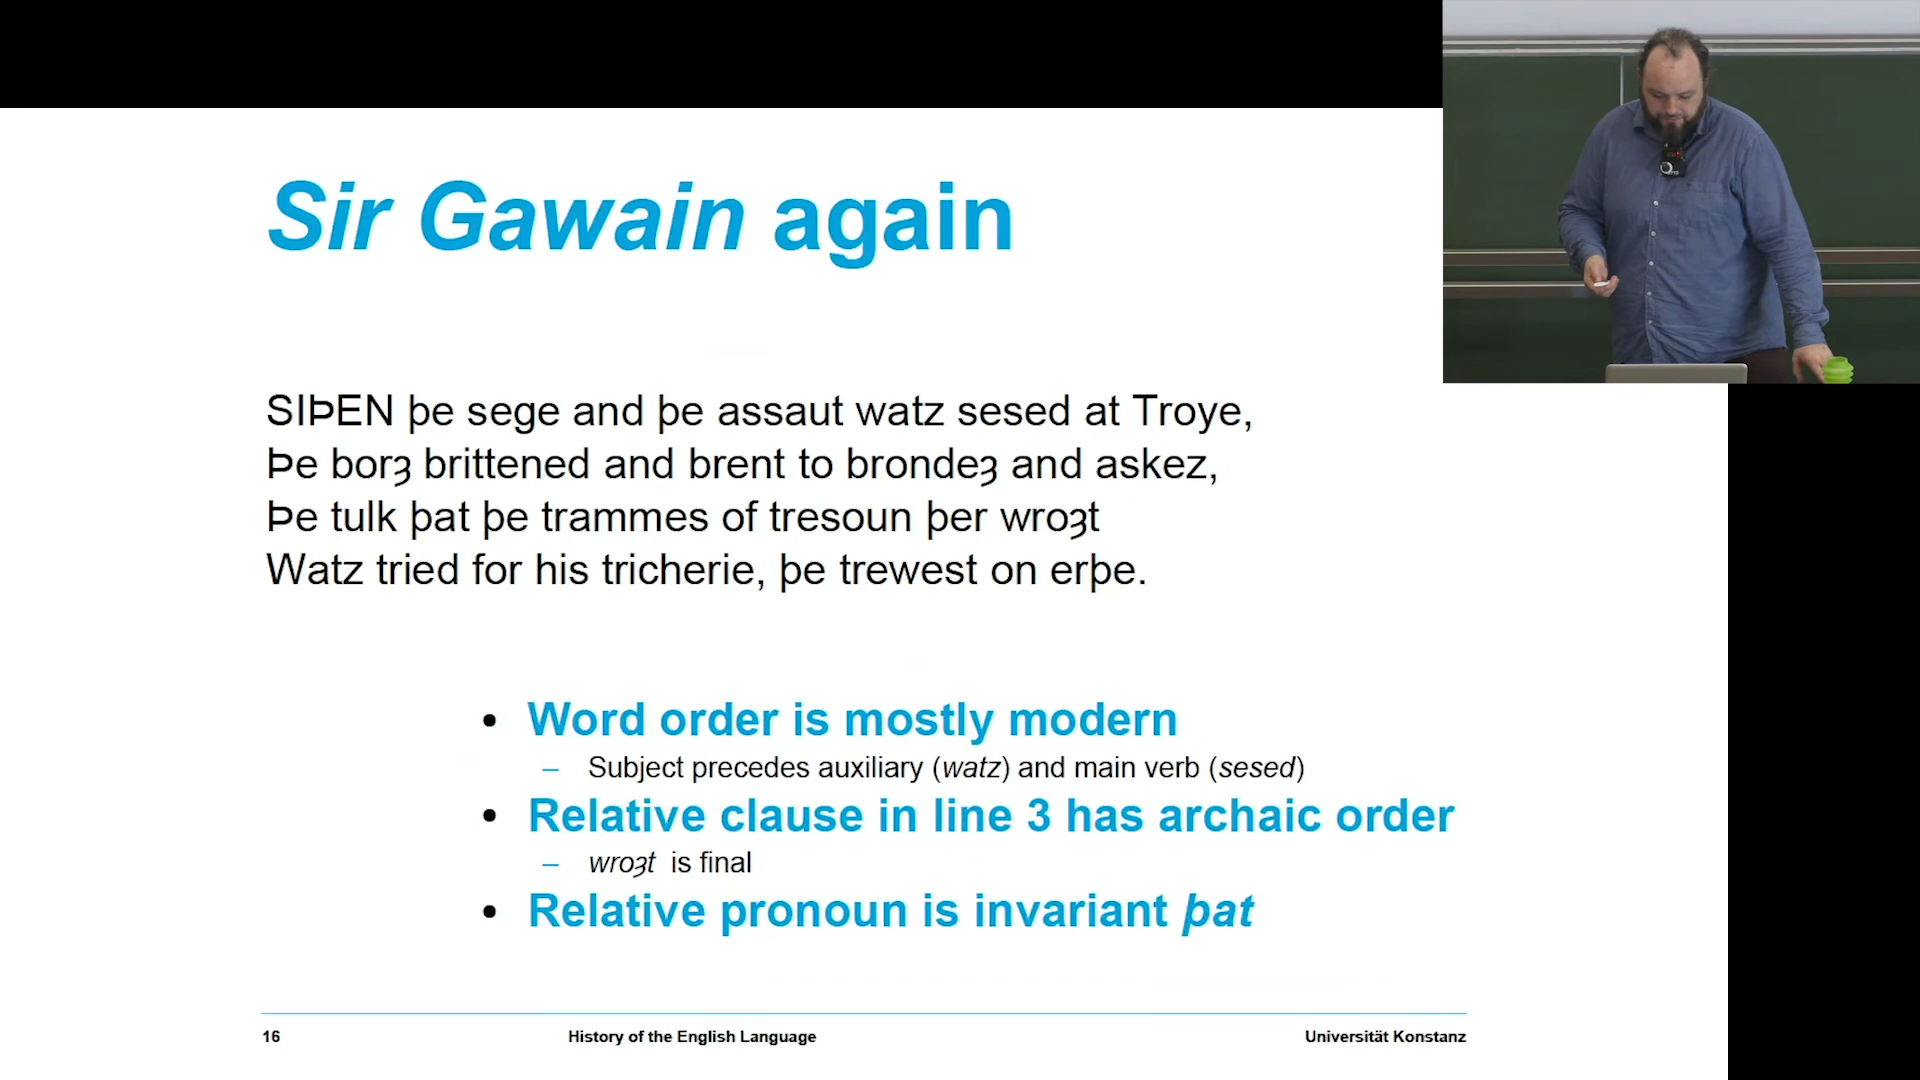 Sir Gawain again
SIÞEN þe sege and þe assaut watz sesed at Troye,
Þe borȝ brittened and brent to brondeȝ and askez,
Þe tulk þat þe trammes of tresoun þer wroȝt
Watz tried for his tricherie, þe trewest on erþe.
• Word order is mostly modern
– Subject precedes auxiliary (watz) and main verb (sesed)
• Relative clause in line 3 has archaic order
– wroȝt is final
• Relative pronoun is invariant þat
16 History of the English Language Universität Konstanz